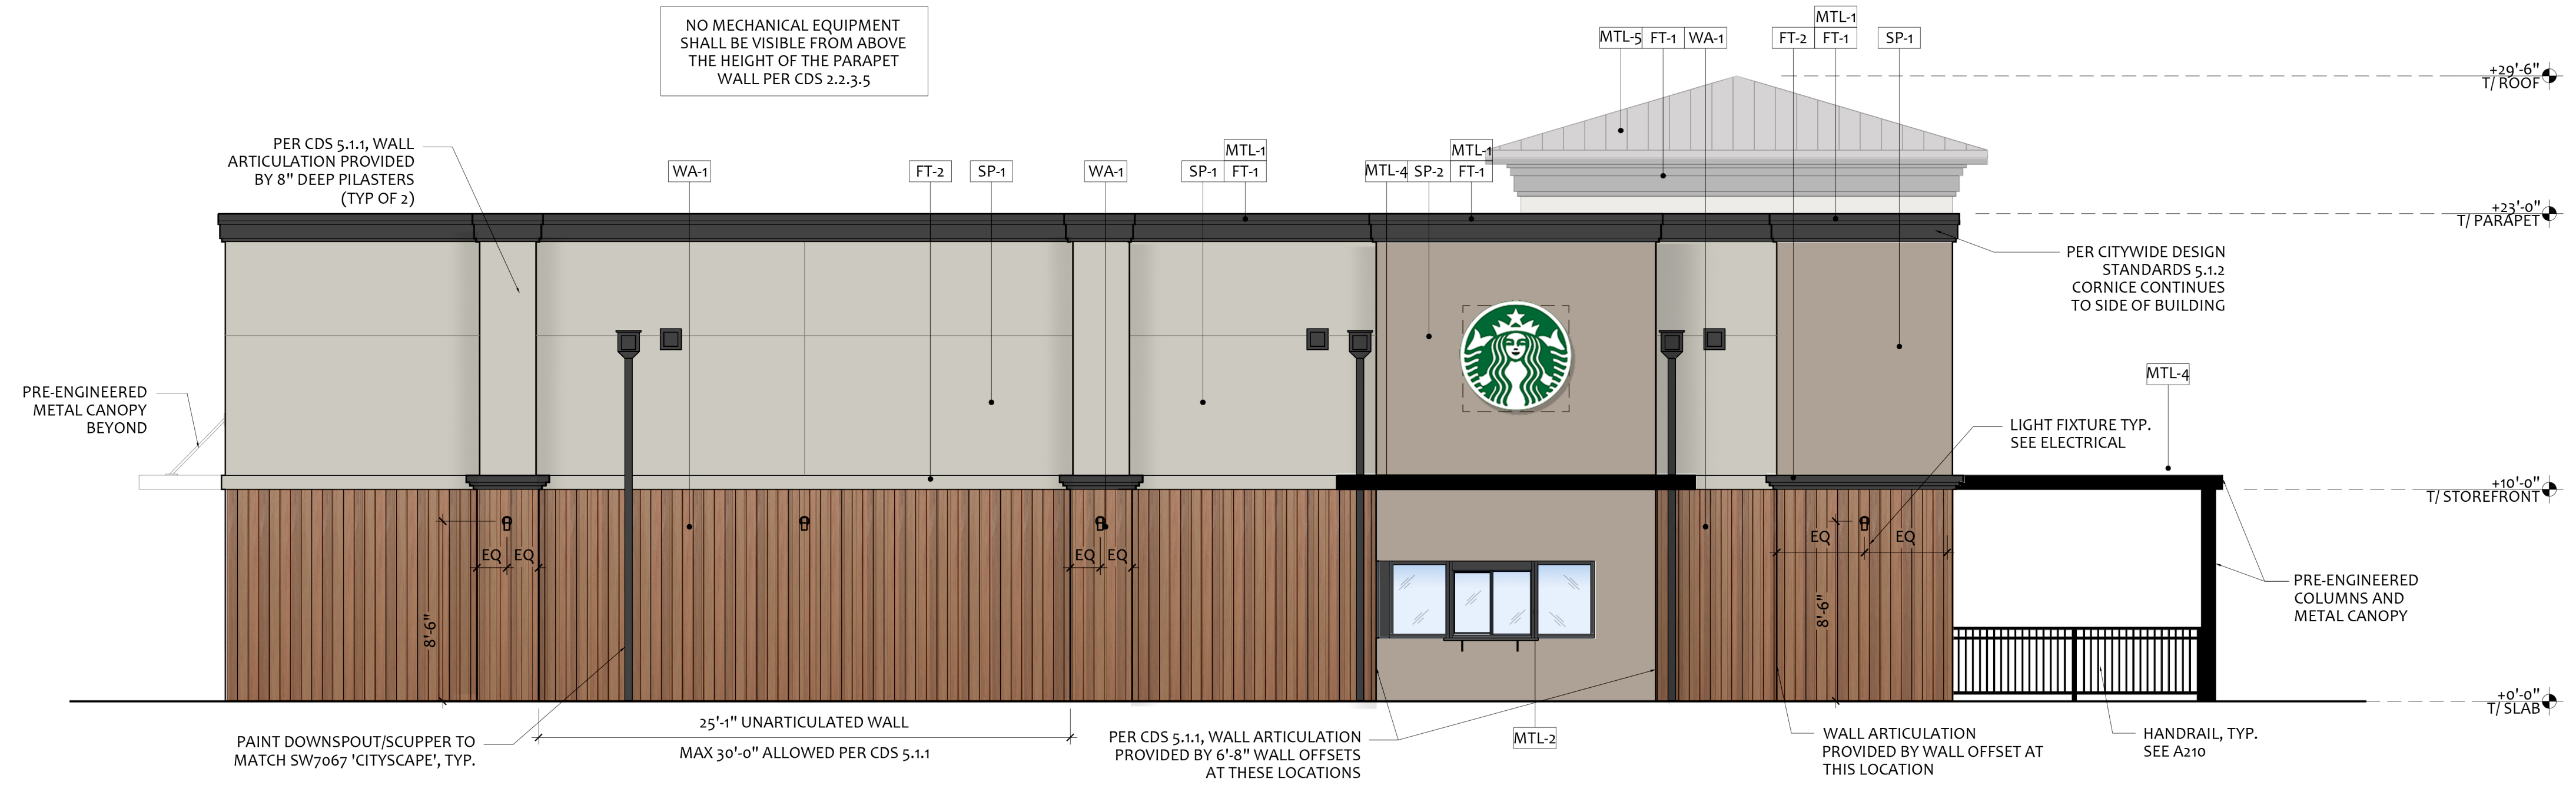 NO MECHANICAL EQUIPMENT
SHALL BE VISIBLE FROM ABOVE
THE HEIGHT OF THE PARAPET
WALL PER CDS 2.2.3.5
MTL-1
MTL-5 FT-1 WA-1 FT-2 FT-1 SP-1
+29'-6"
T/ ROOF
PER CDS 5.1.1, WALL
ARTICULATION PROVIDED
BY 8" DEEP PILASTERS
(TYP OF 2)
MTL-1 MTL-1
WA-1 FT-2 SP-1 WA-1 SP-1 FT-1 MTL-4 SP-2 FT-1
+23'-0"
T/ PARAPET
PER CITYWIDE DESIGN
STANDARDS 5.1.2
CORNICE CONTINUES
TO SIDE OF BUILDING
PRE-ENGINEERED
METAL CANOPY
BEYOND
MTL-4
LIGHT FIXTURE TYP.
SEE ELECTRICAL
+10'-0"
T/ STOREFRONT
EQ EQ EQ EQ EQ EQ
8'-6" 8'-6"
PRE-ENGINEERED
COLUMNS AND
METAL CANOPY
+0'-0"
T/ SLAB
25'-1" UNARTICULATED WALL
MAX 30'-0" ALLOWED PER CDS 5.1.1
PAINT DOWNSPOUT/SCUPPER TO
MATCH SW7067 'CITYSCAPE', TYP.
PER CDS 5.1.1, WALL ARTICULATION
PROVIDED BY 6'-8" WALL OFFSETS
AT THESE LOCATIONS
MTL-2
WALL ARTICULATION
PROVIDED BY WALL OFFSET AT
THIS LOCATION
HANDRAIL, TYP.
SEE A210